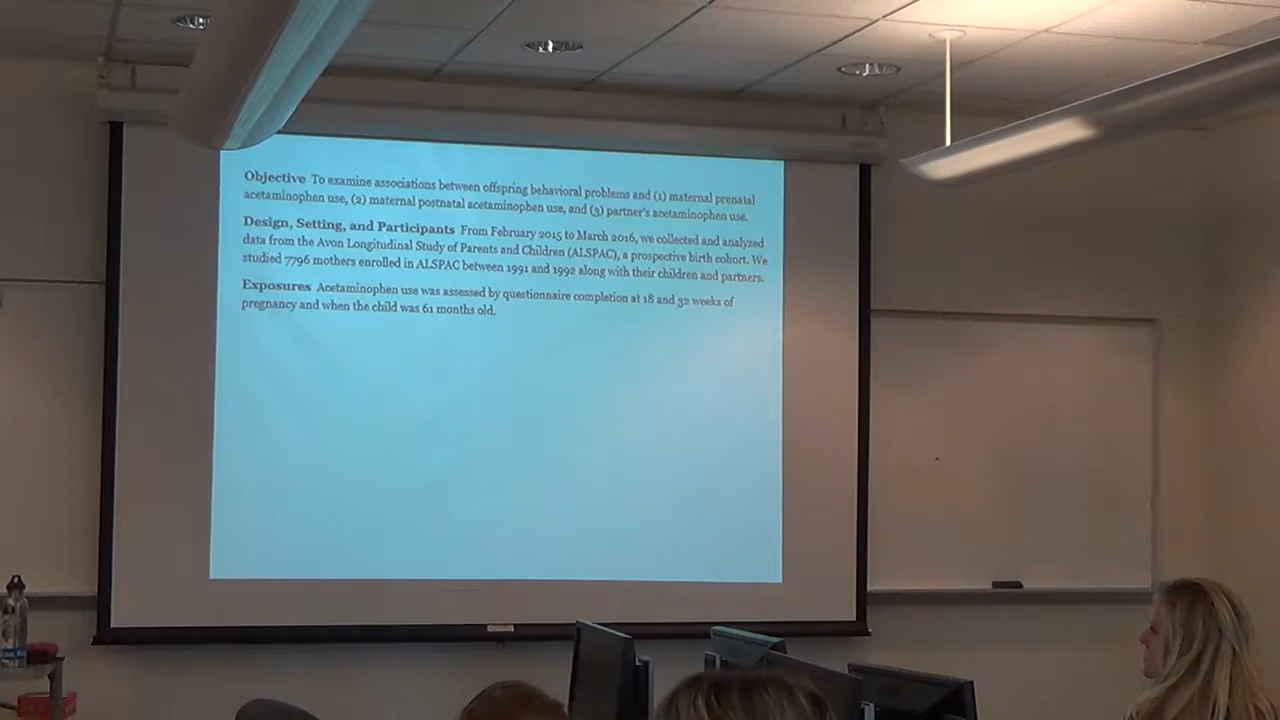 Objective To examine associations between offspring behavioral problems and (1) maternal prenatal
acetaminophen use, (2) maternal postnatal acetaminophen use, and (3) partner's acetaminophen use.
Design, Setting, and Participants From February 2015 to March 2016, we collected and analyzed
data from the Avon Longitudinal Study of Parents and Children (ALSPAC), a prospective birth cohort. We
studied 7796 mothers enrolled in ALSPAC between 1991 and 1992 along with their children and partners.
Exposures Acetaminophen use was assessed by questionnaire completion at 18 and 32 weeks of
pregnancy and when the child was 61 months old.